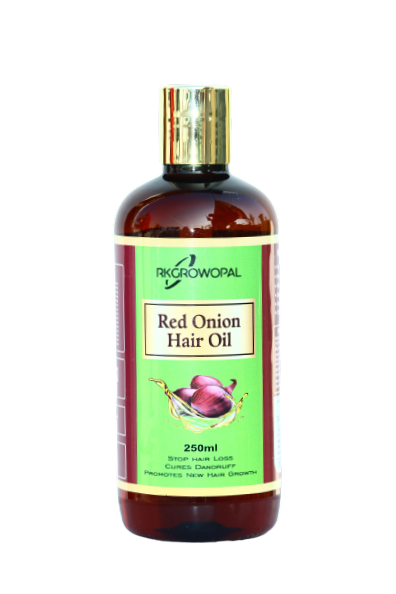 RKGROWOPAL
Red Onion
Hair Oil
250ml
Stop hair Loss
Cures Dandruff
Promotes New Hair Growth